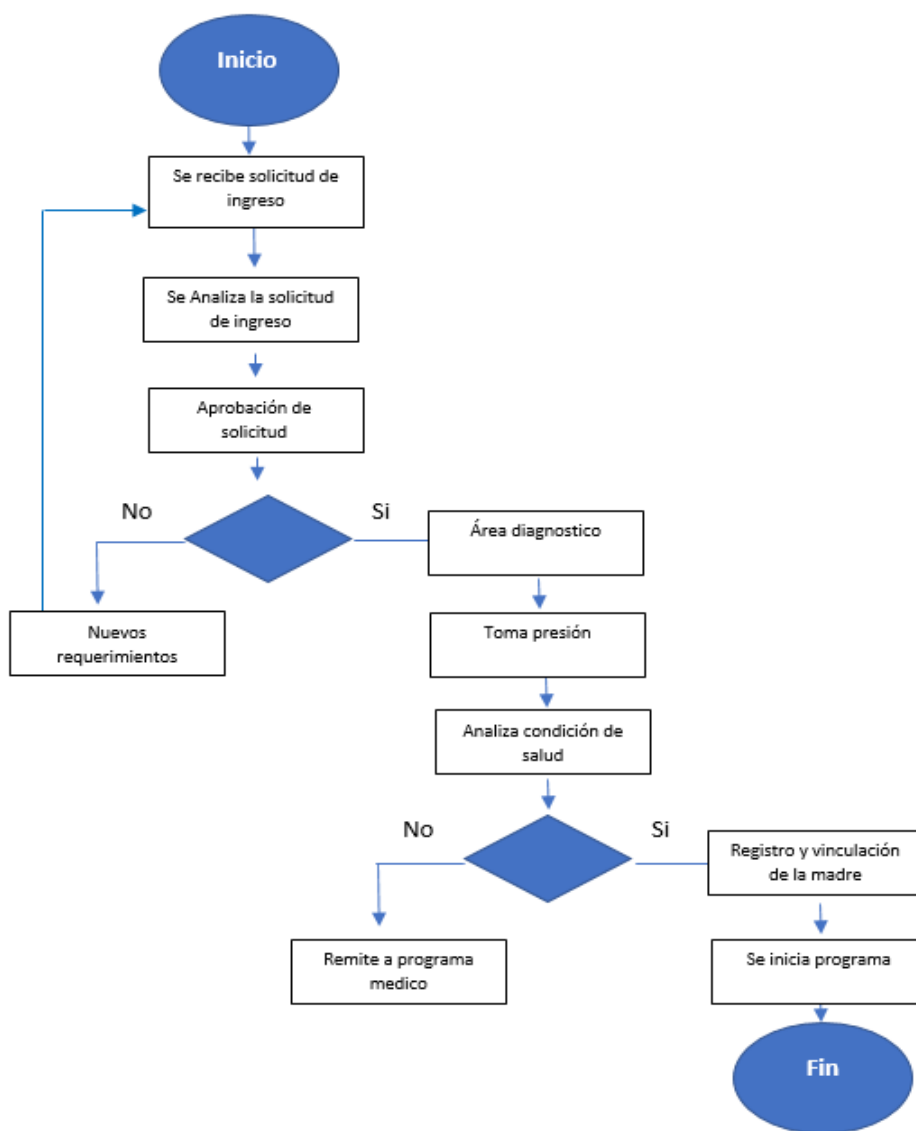 Inicio
Se recibe solicitud de
ingreso
Se Analiza la solicitud
de ingreso
Aprobación de
solicitud
No
Si
Área diagnostico
Nuevos
requerimientos
Toma presión
Analiza condición de
salud
No
Si
Registro y vinculación
de la madre
Remite a programa
medico
Se inicia programa
Fin